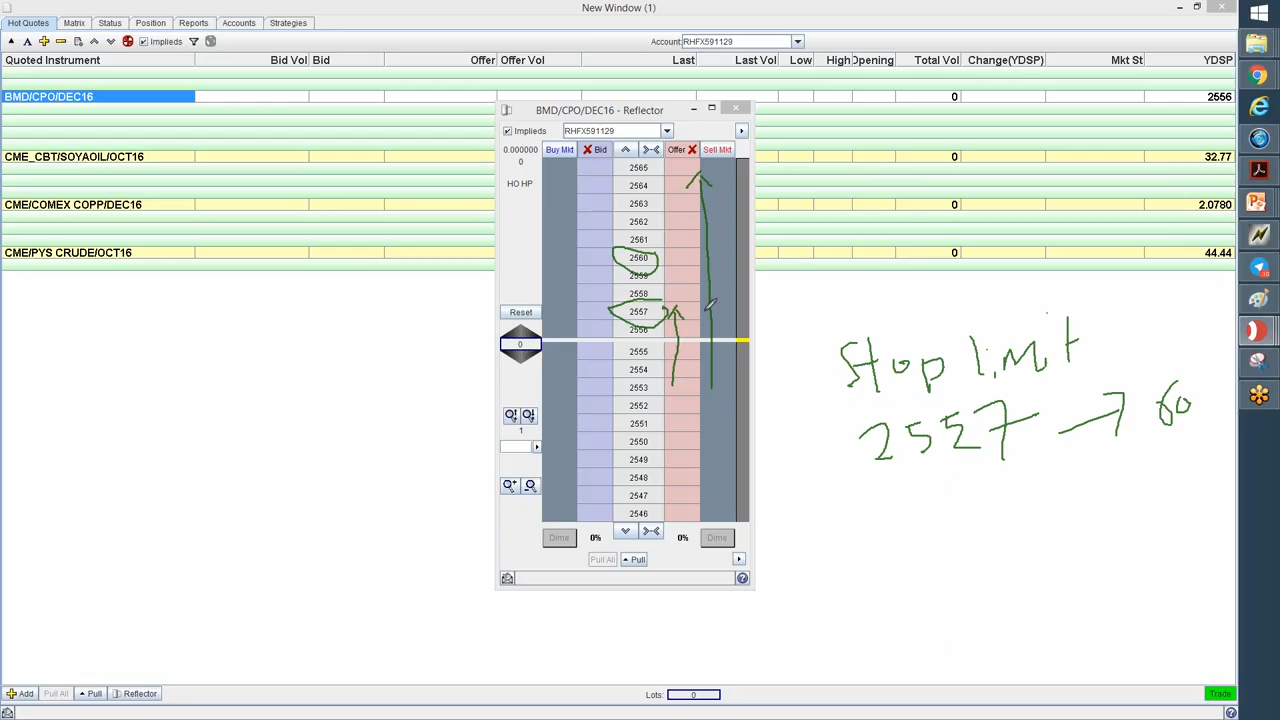 New Window (1)
Hot Quotes Matrix Status Position Reports Accounts Strategies
A Implieds Account: RHFX591129
Quoted Instrument Bid Vol Bid Offer Offer Vol Last Last Vol Low High Opening Total Vol Change(YDSP) Mkt St YDSP
BMD/CPO/DEC16 0 2556
CME_CBT/SOYAOIL/OCT16 0 32.77
CME/COMEX COPP/DEC16 0 2.0780
CME/PYS CRUDE/OCT16 0 44.44
BMD/CPO/DEC16 - Reflector
Implieds RHFX591129
0.000000 Buy Mkt Bid Offer Sell Mkt
0
HO HP
2565
2564
2563
2562
2561
2560
2559
2558
Reset 2557
2556
0
2555
2554
2553
2552
2551
2550
2549
2548
2547
2546
1
Dime 0% 0% Dime
Pull All Pull
Stop limit
2557 → 60
Add Pull All Pull Reflector Lots: 0 Trade